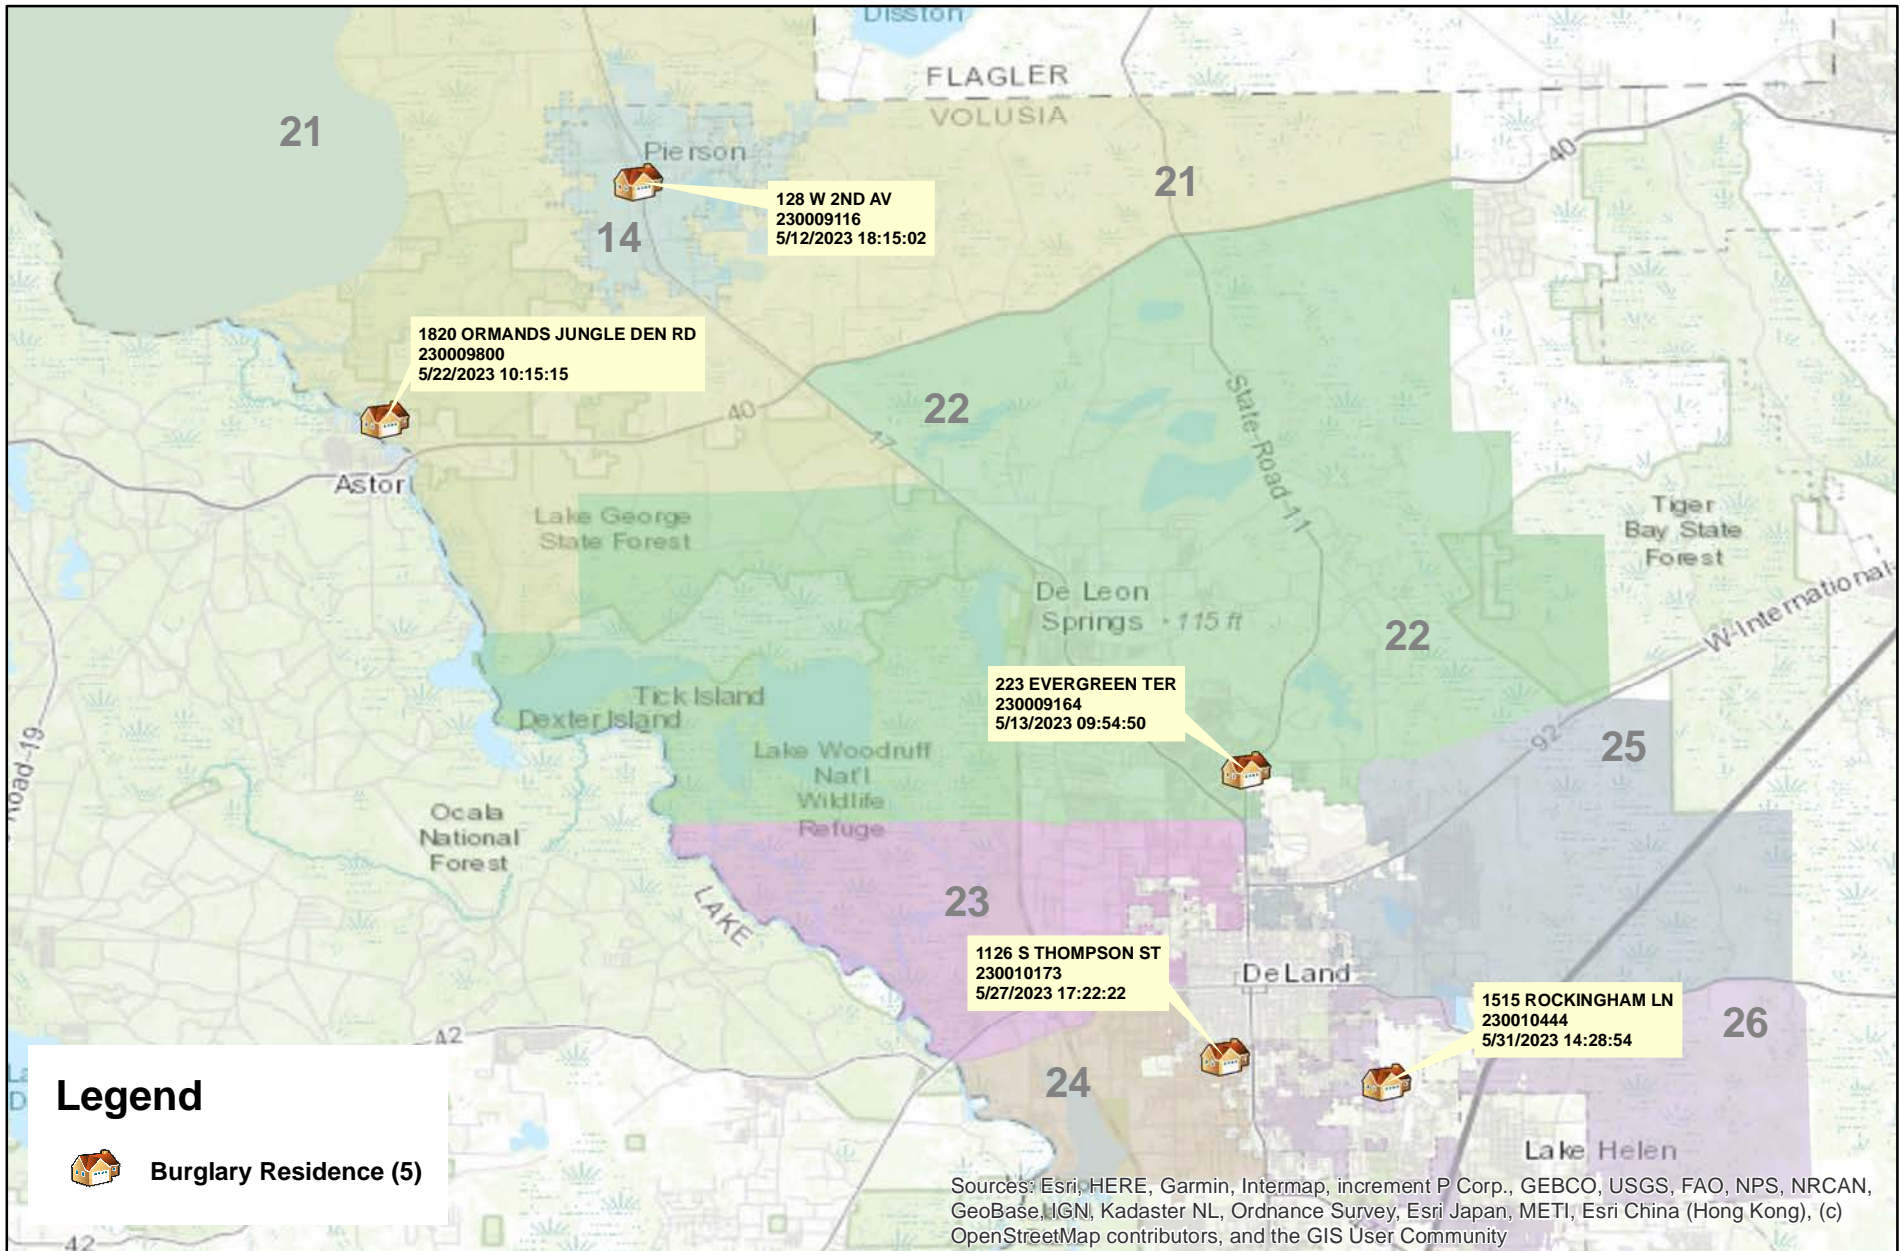 Disston
FLAGLER
VOLUSIA
21
Pierson
40
21
128 W 2ND AV
230009116
5/12/2023 18:15:02
14
1820 ORMANDS JUNGLE DEN RD
230009800
5/22/2023 10:15:15
40
22
17
State-Road-11
Astor
Lake George
State Forest
Tiger
Bay State
Forest
De Leon
Springs
115 ft
22
W-International
223 EVERGREEN TER
230009164
5/13/2023 09:54:50
Tick Island
Dexter Island
92
25
Road-19
Lake Woodruff
Nat'l
Wildlife
Refuge
Ocala
National
Forest
LAKE
23
1126 S THOMPSON ST
230010173
5/27/2023 17:22:22
DeLand
1515 ROCKINGHAM LN
230010444
5/31/2023 14:28:54
26
42
24
Legend
Burglary Residence (5)
Lake Helen
42
Sources: Esri, HERE, Garmin, Intermap, increment P Corp., GEBCO, USGS, FAO, NPS, NRCAN,
GeoBase, IGN, Kadaster NL, Ordnance Survey, Esri Japan, METI, Esri China (Hong Kong), (c)
OpenStreetMap contributors, and the GIS User Community